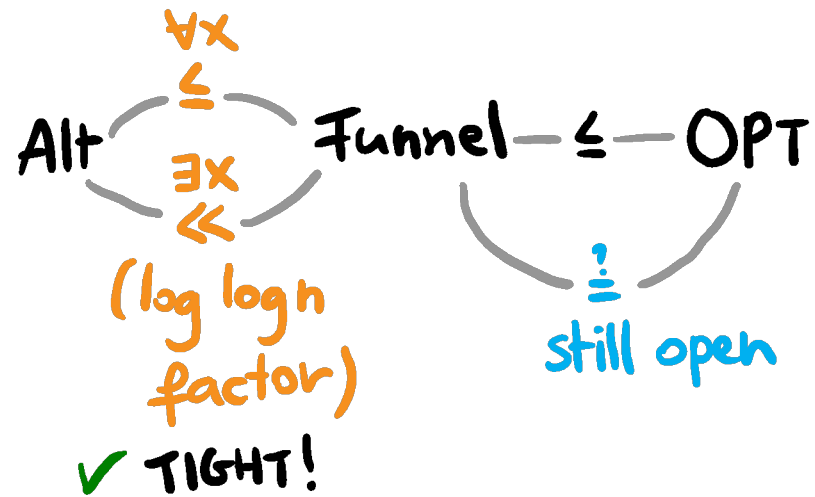 ∀X
≤
Alt Funnel ≤ OPT
∃X
≪
(log log n
factor)
✓ TIGHT!
?
=
still open